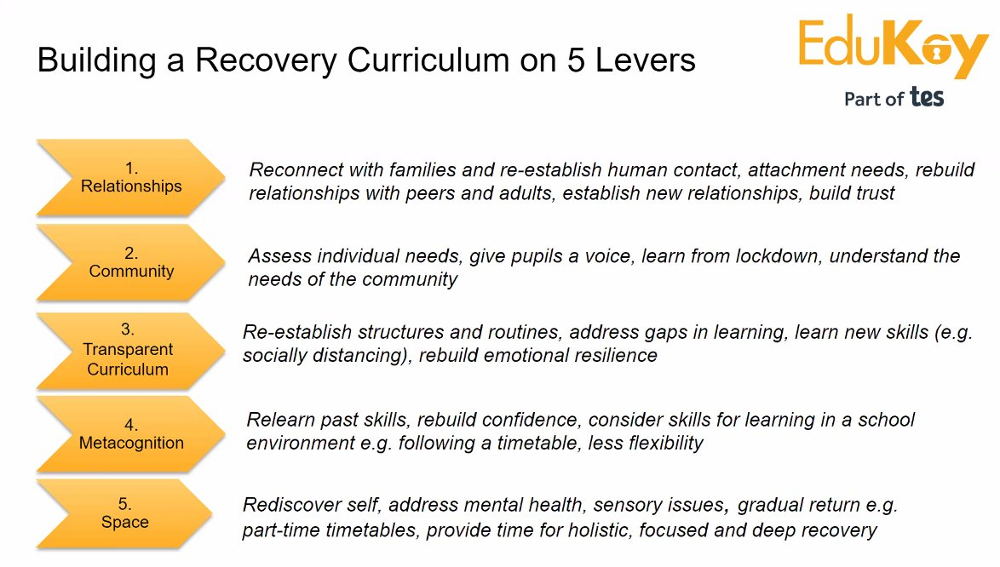 Building a Recovery Curriculum on 5 Levers
EduKey
Part of tes
1.
Relationships
Reconnect with families and re-establish human contact, attachment needs, rebuild
relationships with peers and adults, establish new relationships, build trust
2.
Community
Assess individual needs, give pupils a voice, learn from lockdown, understand the
needs of the community
3.
Transparent
Curriculum
Re-establish structures and routines, address gaps in learning, learn new skills (e.g.
socially distancing), rebuild emotional resilience
4.
Metacognition
Relearn past skills, rebuild confidence, consider skills for learning in a school
environment e.g. following a timetable, less flexibility
5.
Space
Rediscover self, address mental health, sensory issues, gradual return e.g.
part-time timetables, provide time for holistic, focused and deep recovery